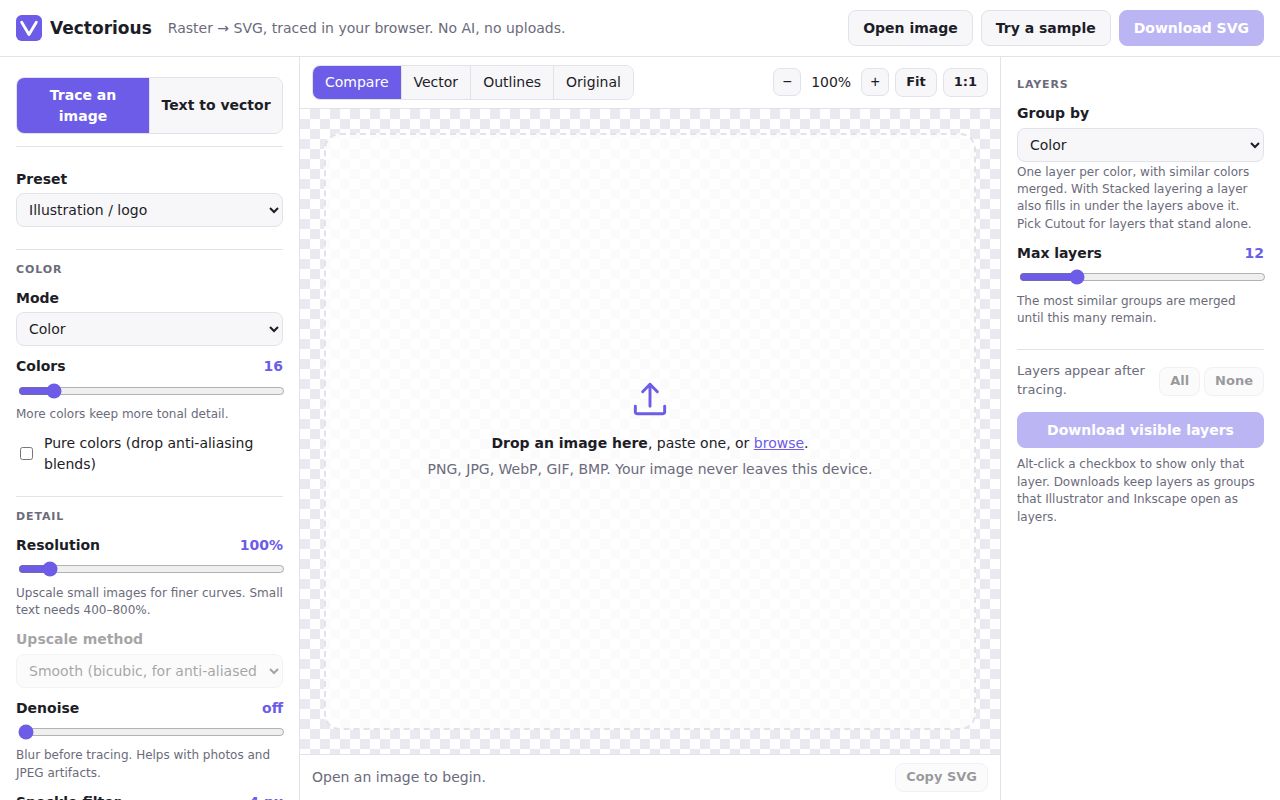 Vectorious
Raster → SVG, traced in your browser. No AI, no uploads.
Open image
Try a sample
Download SVG
Trace an
image
Text to vector
Preset
Illustration / logo
COLOR
Mode
Color
Colors 16
More colors keep more tonal detail.
Pure colors (drop anti-aliasing
blends)
DETAIL
Resolution 100%
Upscale small images for finer curves. Small
text needs 400–800%.
Upscale method
Smooth (bicubic, for anti-aliased
Denoise off
Blur before tracing. Helps with photos and
JPEG artifacts.
Speckle filter 4 px
Compare
Vector
Outlines
Original
− 100% + Fit 1:1
Drop an image here, paste one, or browse.
PNG, JPG, WebP, GIF, BMP. Your image never leaves this device.
Open an image to begin.
Copy SVG
LAYERS
Group by
Color
One layer per color, with similar colors
merged. With Stacked layering a layer
also fills in under the layers above it.
Pick Cutout for layers that stand alone.
Max layers 12
The most similar groups are merged
until this many remain.
Layers appear after
tracing.
All
None
Download visible layers
Alt-click a checkbox to show only that
layer. Downloads keep layers as groups
that Illustrator and Inkscape open as
layers.